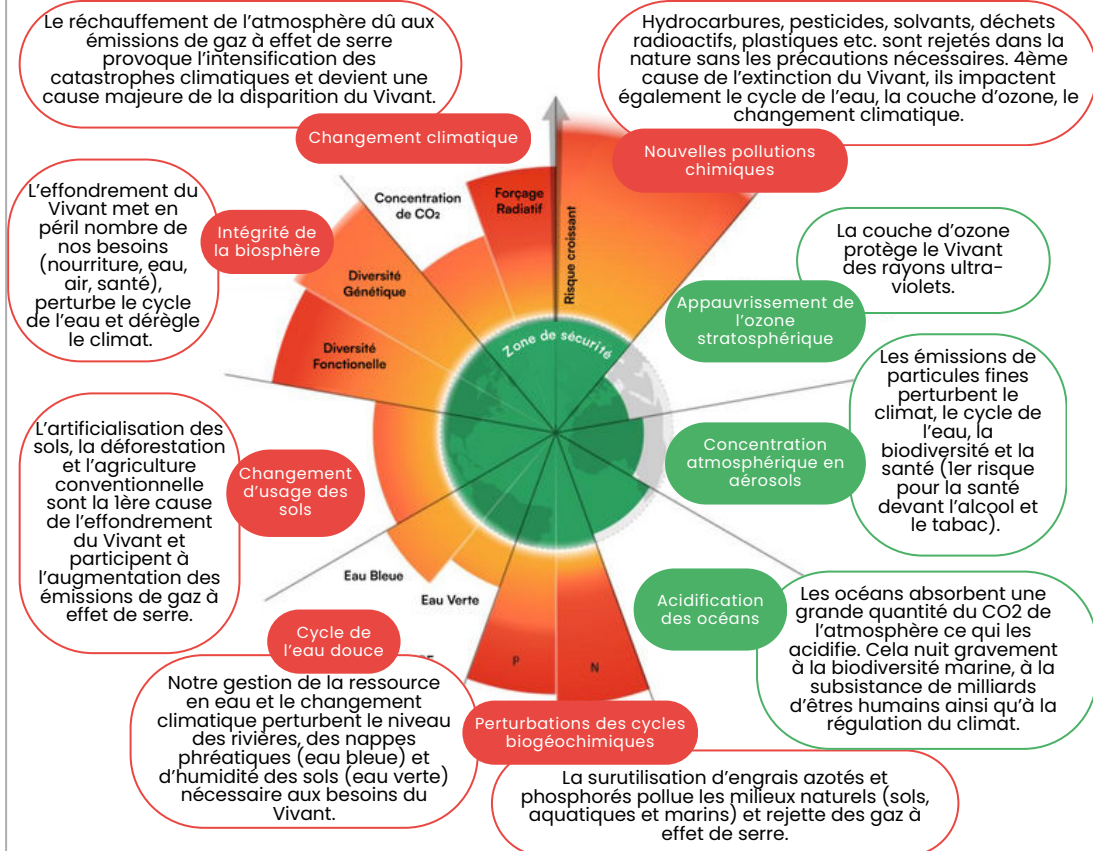 Le réchauffement de l'atmosphère dû aux
émissions de gaz à effet de serre
provoque l'intensification des
catastrophes climatiques et devient une
cause majeure de la disparition du Vivant.
Changement climatique
Hydrocarbures, pesticides, solvants, déchets
radioactifs, plastiques etc. sont rejetés dans la
nature sans les précautions nécessaires. 4ème
cause de l'extinction du Vivant, ils impactent
également le cycle de l'eau, la couche d'ozone, le
changement climatique.
Nouvelles pollutions
chimiques
L'effondrement du
Vivant met en
péril nombre de
nos besoins
(nourriture, eau,
air, santé),
perturbe le cycle
de l'eau et dérègle
le climat.
Intégrité de
la biosphère
Concentration
de CO₂
Forçage
Radiatif
Risque croissant
Diversité
Génétique
Diversité
Fonctionelle
Zone de sécurité
La couche d'ozone
protège le Vivant
des rayons ultra-
violets.
Appauvrissement de
l'ozone
stratosphérique
Les émissions de
particules fines
perturbent le
climat, le cycle de
l'eau, la
biodiversité et la
santé (1er risque
pour la santé
devant l'alcool et
le tabac).
Concentration
atmosphérique en
aérosols
L'artificialisation des
sols, la déforestation
et l'agriculture
conventionnelle
sont la 1ère cause
de l'effondrement
du Vivant et
participent à
l'augmentation des
émissions de gaz à
effet de serre.
Changement
d'usage des
sols
Eau Bleue
Eau Verte
P
N
Acidification
des océans
Les océans absorbent une
grande quantité du CO2 de
l'atmosphère ce qui les
acidifie. Cela nuit gravement
à la biodiversité marine, à la
subsistance de milliards
d'êtres humains ainsi qu'à la
régulation du climat.
Cycle de
l'eau douce
Notre gestion de la ressource
en eau et le changement
climatique perturbent le niveau
des rivières, des nappes
phréatiques (eau bleue) et
d'humidité des sols (eau verte)
nécessaire aux besoins du
Vivant.
Perturbations des cycles
biogéochimiques
La surutilisation d'engrais azotés et
phosphorés pollue les milieux naturels (sols,
aquatiques et marins) et rejette des gaz à
effet de serre.